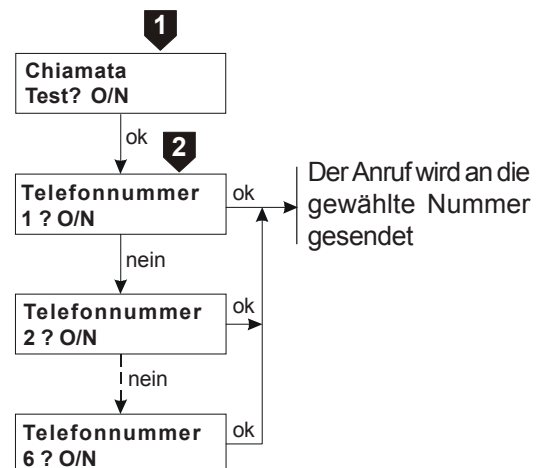 1
Chiamata
Test? O/N
ok
2
Telefonnummer
1 ? O/N
ok
Der Anruf wird an die
gewählte Nummer
gesendet
nein
Telefonnummer
2 ? O/N
ok
nein
Telefonnummer
6 ? O/N
ok